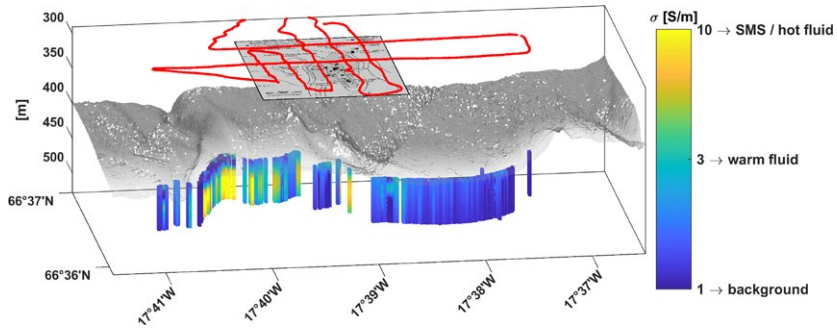 300
350
400
450
500
[m]
66°37'N
66°36'N
17°41'W
17°40'W
17°39'W
17°38'W
17°37'W
σ [S/m]
10 → SMS / hot fluid
3 → warm fluid
1 → background